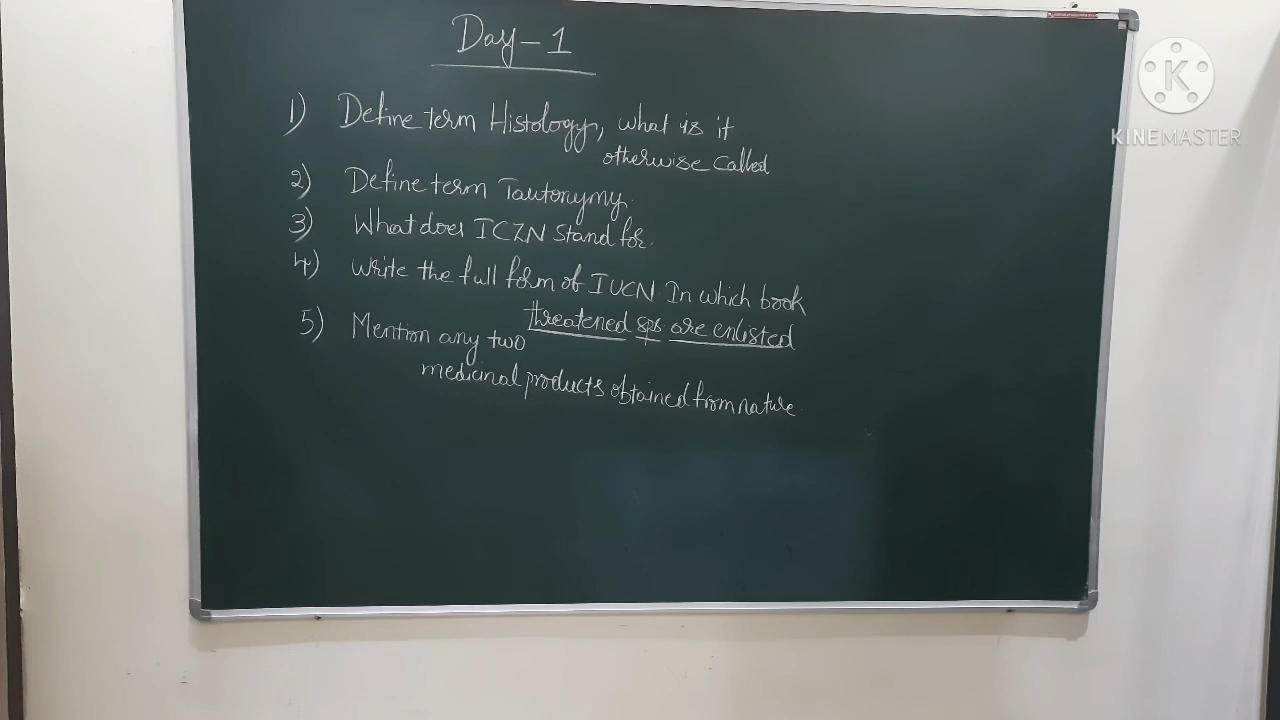 Day-1
1) Define term Histology, what is it
otherwise called
2) Define term Tautonymy.
3) What does ICZN stand for.
4) Write the full form of IUCN In which book
threatened sps are enlisted
5) Mention any two
medicinal products obtained from nature
K
KINEMASTER